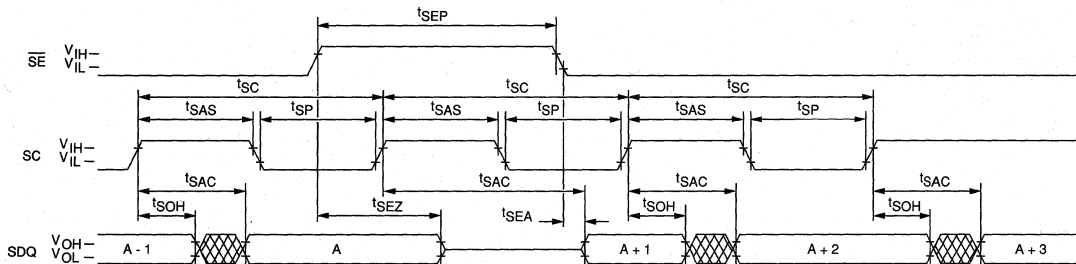 tSEP
SE VIH
VIL
tSC tSC tSC
tSAS tSP tSAS tSP tSAS tSP
SC VIH
VIL
tSAC tSAC tSAC tSAC
tSOH tSEZ tSEA tSOH tSOH
SDQ VOH
VOL
A - 1 A A + 1 A + 2 A + 3